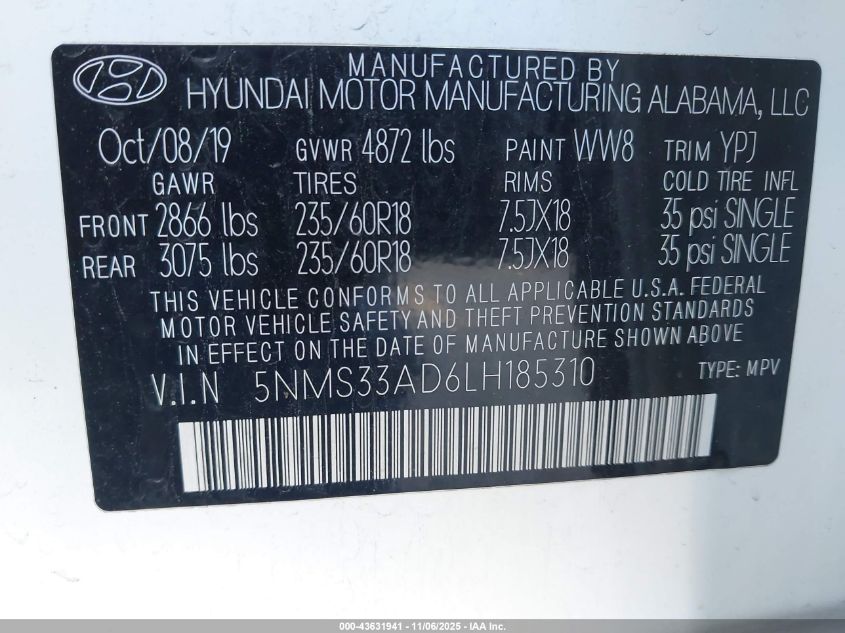 MANUFACTURED BY
HYUNDAI MOTOR MANUFACTURING ALABAMA, LLC
Oct/08/19 GVWR 4872 lbs PAINT WW8 TRIM YPJ
GAWR TIRES RIMS COLD TIRE INFL
FRONT 2866 lbs 235/60R18 7.5JX18 35 psi SINGLE
REAR 3075 lbs 235/60R18 7.5JX18 35 psi SINGLE
THIS VEHICLE CONFORMS TO ALL APPLICABLE U.S.A. FEDERAL
MOTOR VEHICLE SAFETY AND THEFT PREVENTION STANDARDS
IN EFFECT ON THE DATE OF MANUFACTURE SHOWN ABOVE
V.I.N 5NMS33AD6LH185310 TYPE: MPV
000-43631941 - 11/06/2025 - IAA Inc.